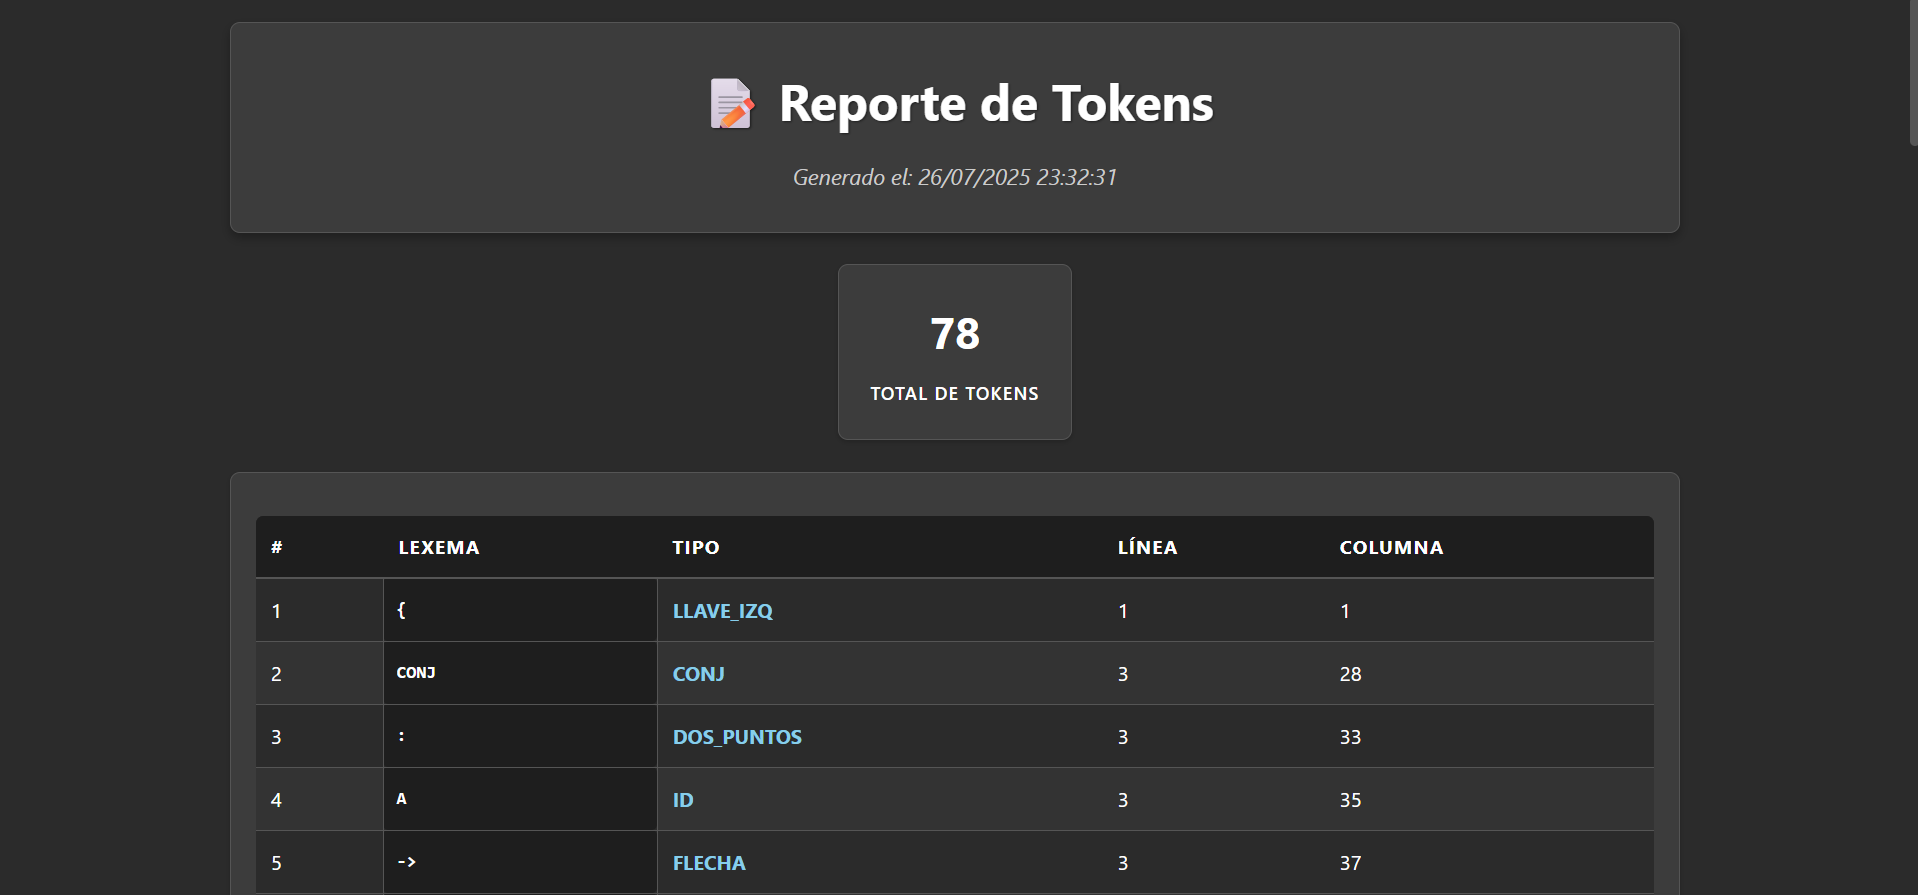 Reporte de Tokens
Generado el: 26/07/2025 23:32:31
78
TOTAL DE TOKENS
# LEXEMA TIPO LÍNEA COLUMNA
1 { LLAVE_IZQ 1 1
2 CONJ CONJ 3 28
3 : DOS_PUNTOS 3 33
4 A ID 3 35
5 -> FLECHA 3 37